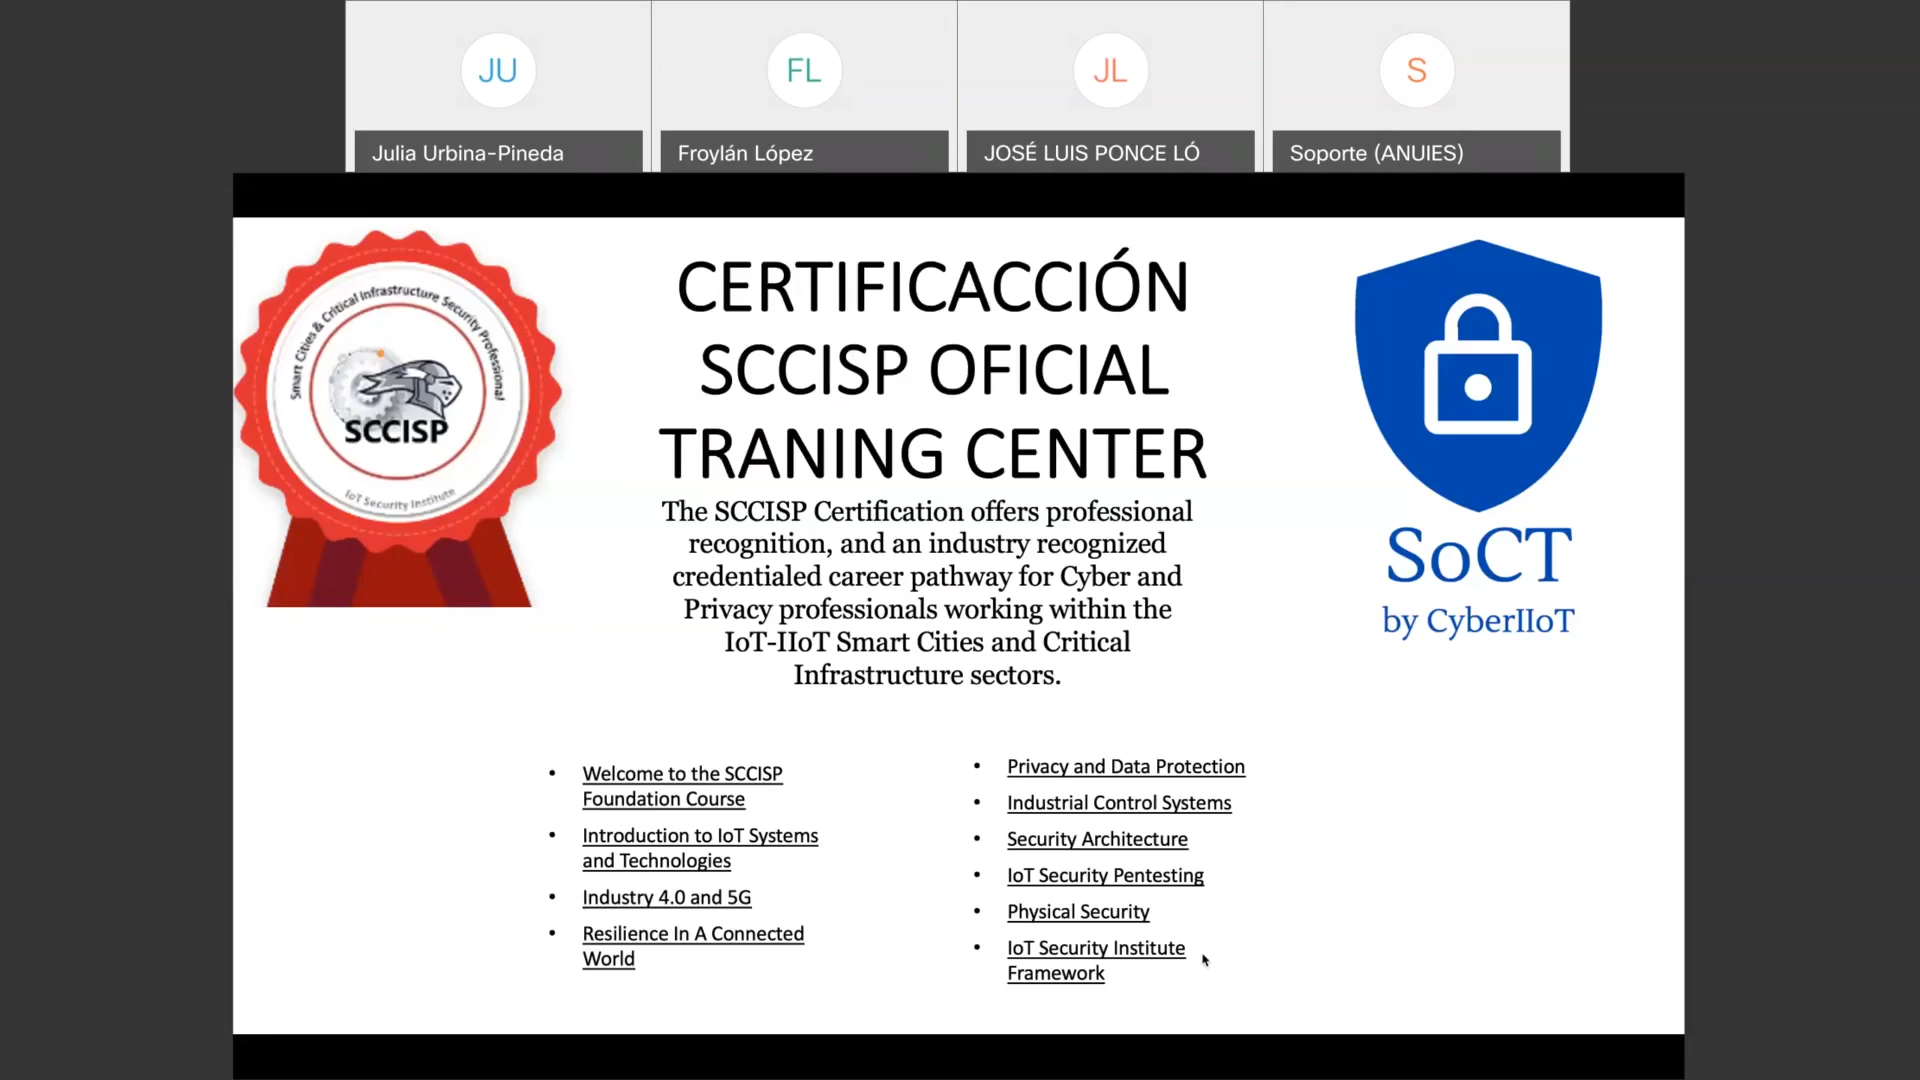 JU
FL
JL
S
Julia Urbina-Pineda
Froylán López
JOSÉ LUIS PONCE LÓ
Soporte (ANUIES)
Smart Cities & Critical Infrastructure Security Professional
SCCISP
IoT Security Institute
CERTIFICACCIÓN
SCCISP OFICIAL
TRANING CENTER
The SCCISP Certification offers professional
recognition, and an industry recognized
credentialed career pathway for Cyber and
Privacy professionals working within the
IoT-IIoT Smart Cities and Critical
Infrastructure sectors.
SoCT
by CyberIIoT
• Welcome to the SCCISP
Foundation Course
• Introduction to IoT Systems
and Technologies
• Industry 4.0 and 5G
• Resilience In A Connected
World
• Privacy and Data Protection
• Industrial Control Systems
• Security Architecture
• IoT Security Pentesting
• Physical Security
• IoT Security Institute
Framework